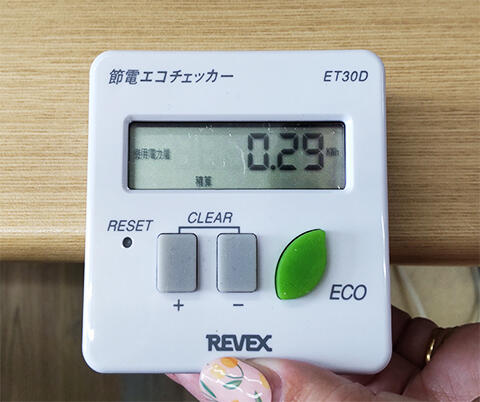 節電エコチェッカー ET30D
使用電力量 0.29 KWh
積算
RESET CLEAR
+ −
ECO
REVEX